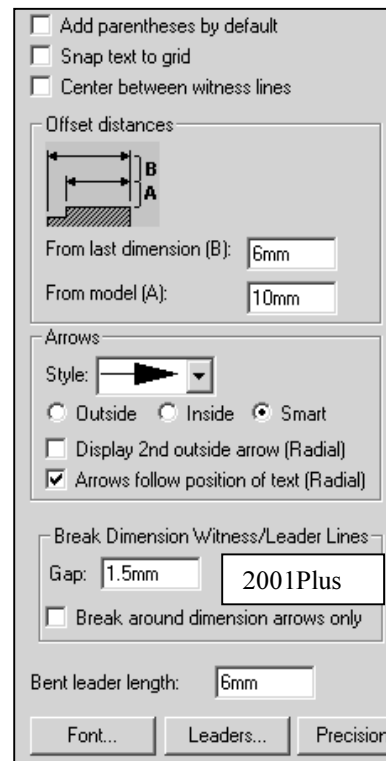 Add parentheses by default
Snap text to grid
Center between witness lines
Offset distances
B
A
From last dimension (B): 6mm
From model (A): 10mm
Arrows
Style:
Outside Inside Smart
Display 2nd outside arrow (Radial)
Arrows follow position of text (Radial)
Break Dimension Witness/Leader Lines
Gap: 1.5mm 2001Plus
Break around dimension arrows only
Bent leader length: 6mm
Font... Leaders... Precision